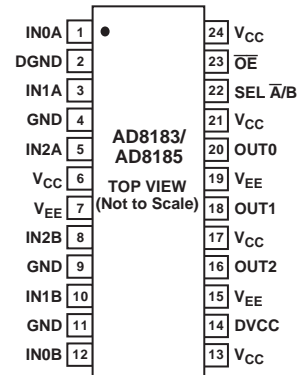 IN0A 1
DGND 2
IN1A 3
GND 4
IN2A 5
VCC 6
VEE 7
IN2B 8
GND 9
IN1B 10
GND 11
IN0B 12
AD8183/
AD8185
TOP VIEW
(Not to Scale)
24 VCC
23 O̅E̅
22 SEL A̅/B
21 VCC
20 OUT0
19 VEE
18 OUT1
17 VCC
16 OUT2
15 VEE
14 DVCC
13 VCC